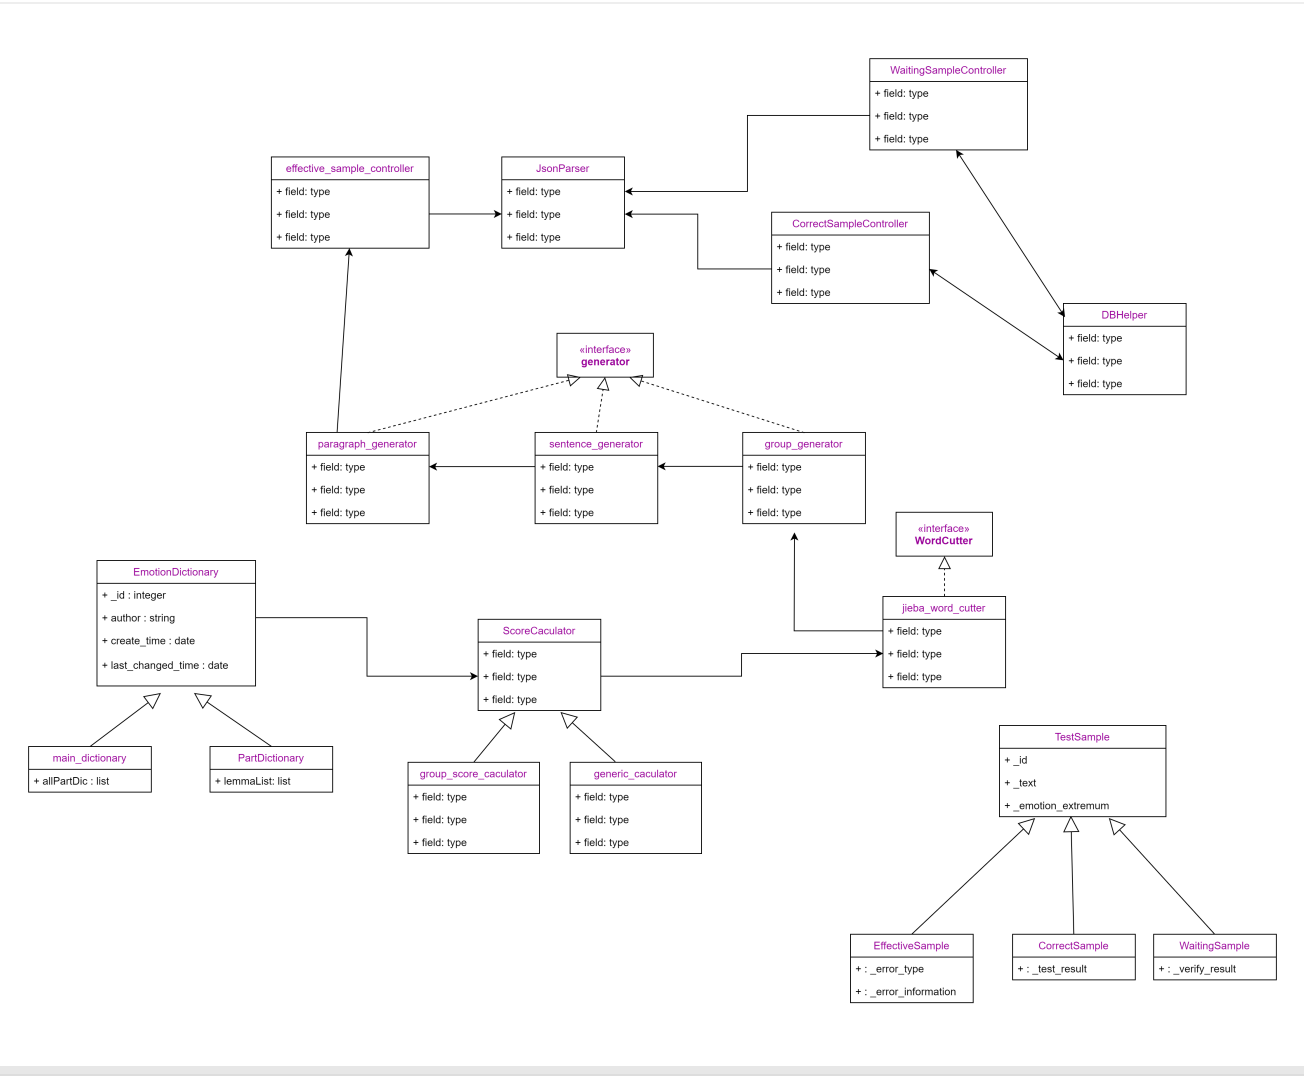 WaitingSampleController
+ field: type
+ field: type
+ field: type
effective_sample_controller
+ field: type
+ field: type
+ field: type
JsonParser
+ field: type
+ field: type
+ field: type
CorrectSampleController
+ field: type
+ field: type
+ field: type
DBHelper
+ field: type
+ field: type
+ field: type
«interface»
generator
paragraph_generator
+ field: type
+ field: type
+ field: type
sentence_generator
+ field: type
+ field: type
+ field: type
group_generator
+ field: type
+ field: type
+ field: type
«interface»
WordCutter
EmotionDictionary
+ _id : integer
+ author : string
+ create_time : date
+ last_changed_time : date
jieba_word_cutter
+ field: type
+ field: type
+ field: type
ScoreCaculator
+ field: type
+ field: type
+ field: type
main_dictionary
+ allPartDic : list
PartDictionary
+ lemmaList: list
group_score_caculator
+ field: type
+ field: type
+ field: type
generic_caculator
+ field: type
+ field: type
+ field: type
TestSample
+ _id
+ _text
+ _emotion_extremum
EffectiveSample
+ : _error_type
+ : _error_information
CorrectSample
+ : _test_result
WaitingSample
+ : _verify_result